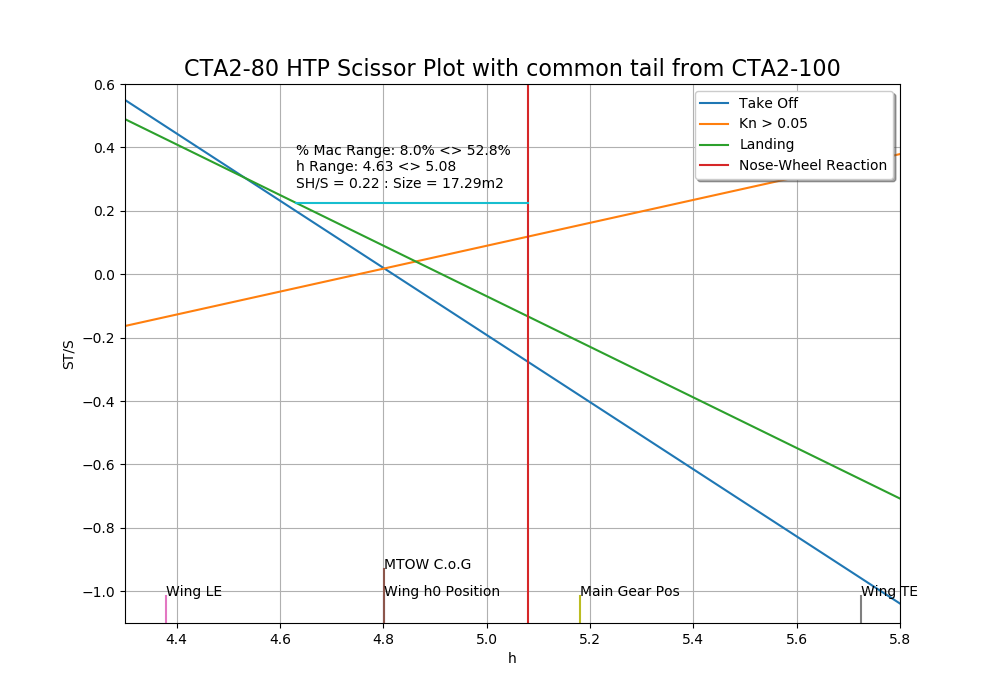 CTA2-80 HTP Scissor Plot with common tail from CTA2-100
0.6
0.4
0.2
0.0
−0.2
−0.4
−0.6
−0.8
−1.0
ST/S
Take Off
Kn > 0.05
Landing
Nose-Wheel Reaction
% Mac Range: 8.0% <> 52.8%
h Range: 4.63 <> 5.08
SH/S = 0.22 : Size = 17.29m2
MTOW C.o.G
Wing LE
Wing h0 Position
Main Gear Pos
Wing TE
4.4
4.6
4.8
5.0
5.2
5.4
5.6
5.8
h